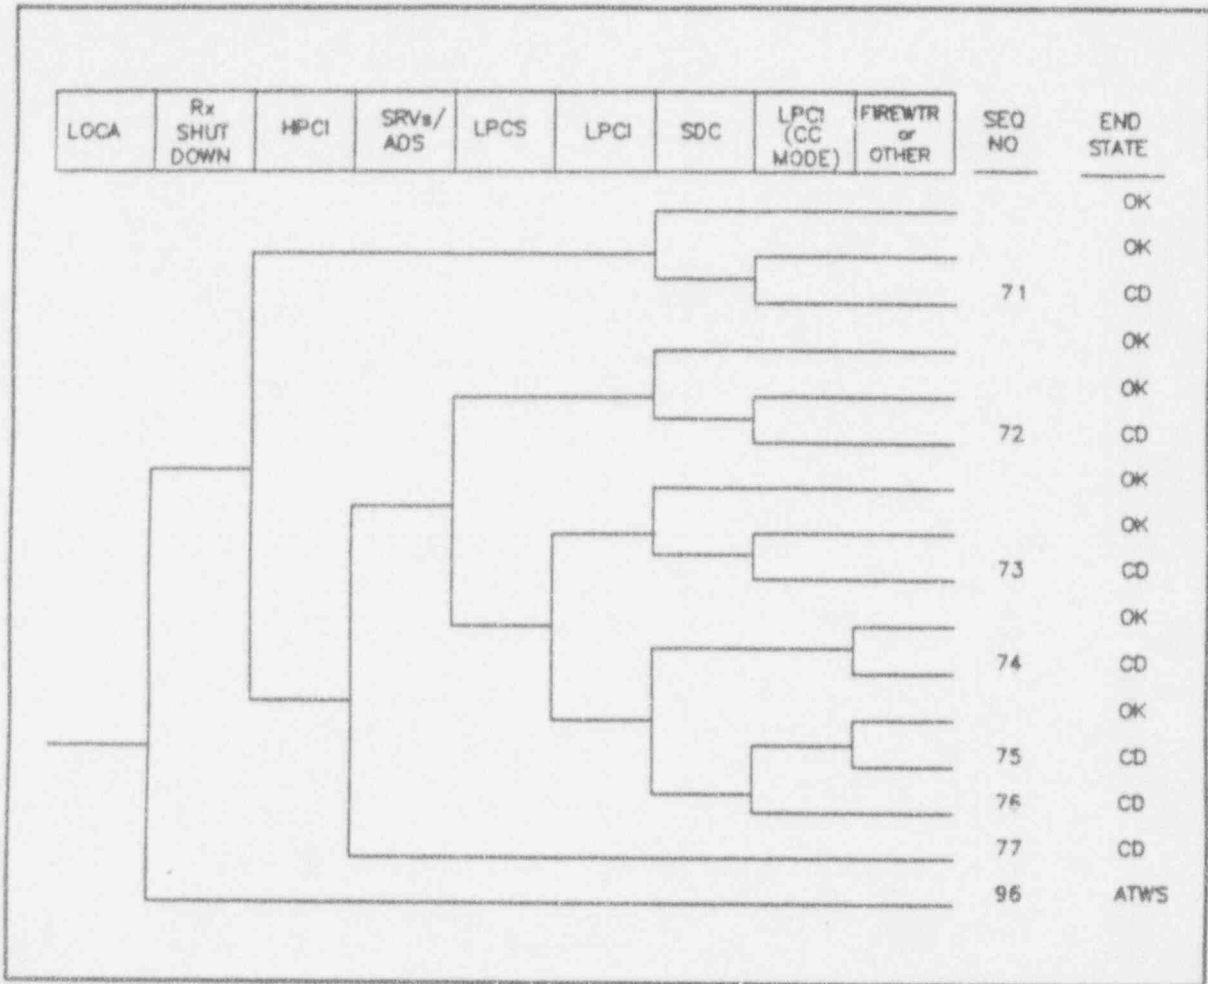 LOCA
Rx
SHUT
DOWN
HPCI
SRVs/
ADS
LPCS
LPCI
SDC
LPCI
(CC
MODE)
FIREWTR
or
OTHER
SEQ
NO
END
STATE
OK
OK
71 CD
OK
OK
72 CD
OK
OK
73 CD
OK
74 CD
OK
75 CD
76 CD
77 CD
96 ATWS